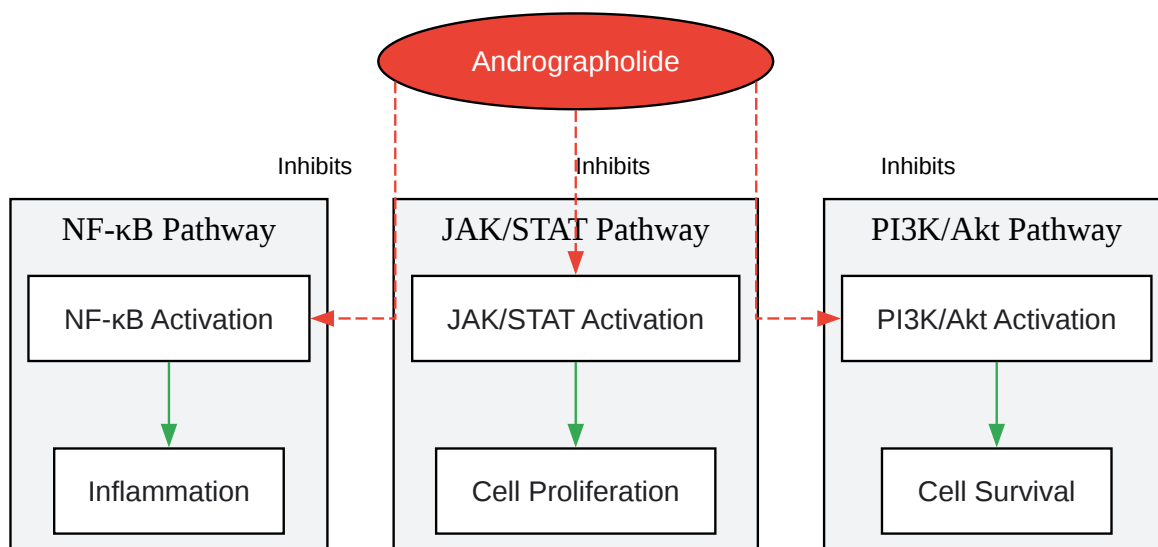 Andrographolide
Inhibits
Inhibits
Inhibits
NF-κB Pathway
JAK/STAT Pathway
PI3K/Akt Pathway
NF-κB Activation
JAK/STAT Activation
PI3K/Akt Activation
Inflammation
Cell Proliferation
Cell Survival